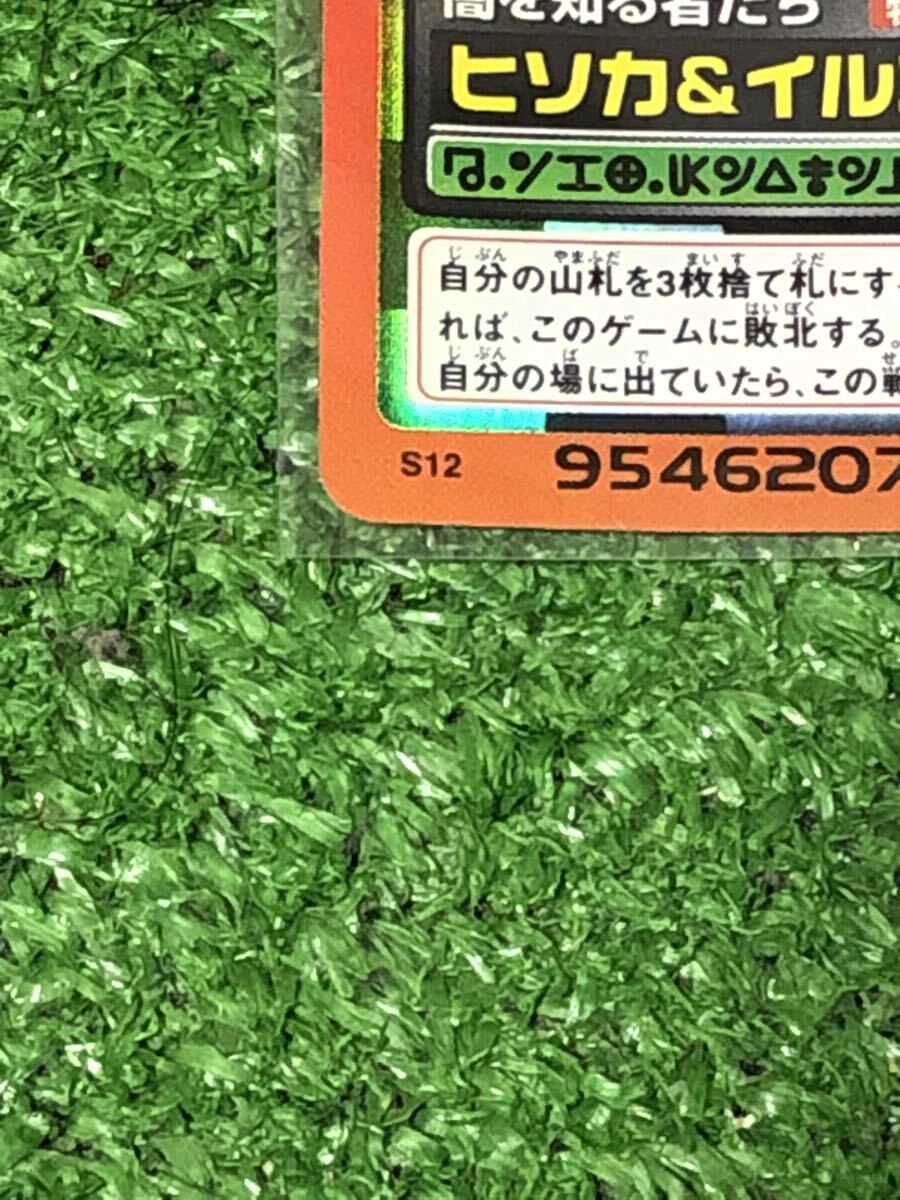 闇を知る者たち
ヒソカ&イル
自分の山札を3枚捨て札にす
れば、このゲームに敗北する。
自分の場に出ていたら、この
S12 9546207